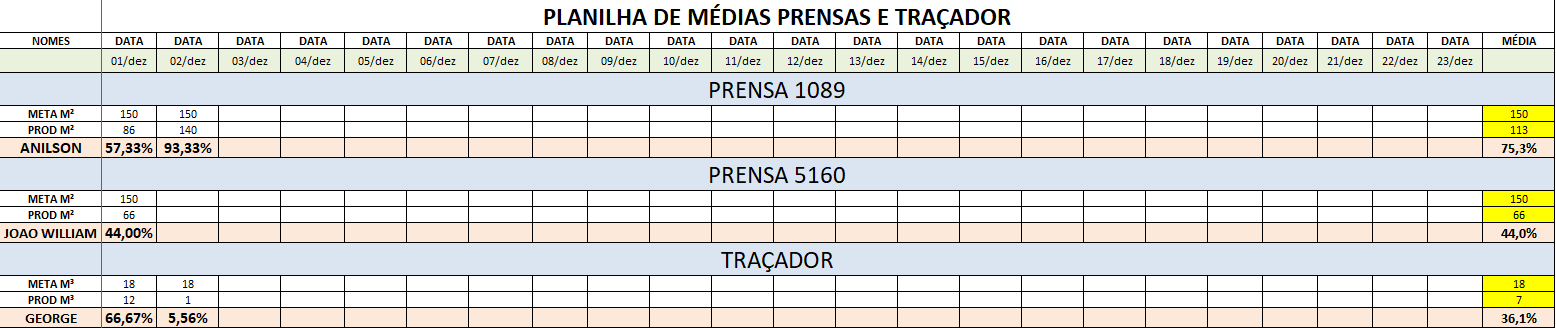 PLANILHA DE MÉDIAS PRENSAS E TRAÇADOR
NOMES DATA DATA DATA DATA DATA DATA DATA DATA DATA DATA DATA DATA DATA DATA DATA DATA DATA DATA DATA DATA DATA DATA DATA MÉDIA
01/dez 02/dez 03/dez 04/dez 05/dez 06/dez 07/dez 08/dez 09/dez 10/dez 11/dez 12/dez 13/dez 14/dez 15/dez 16/dez 17/dez 18/dez 19/dez 20/dez 21/dez 22/dez 23/dez
PRENSA 1089
META M² 150 150 150
PROD M² 86 140 113
ANILSON 57,33% 93,33% 75,3%
PRENSA 5160
META M² 150 150
PROD M² 66 66
JOAO WILLIAM 44,00% 44,0%
TRAÇADOR
META M³ 18 18 18
PROD M³ 12 1 7
GEORGE 66,67% 5,56% 36,1%